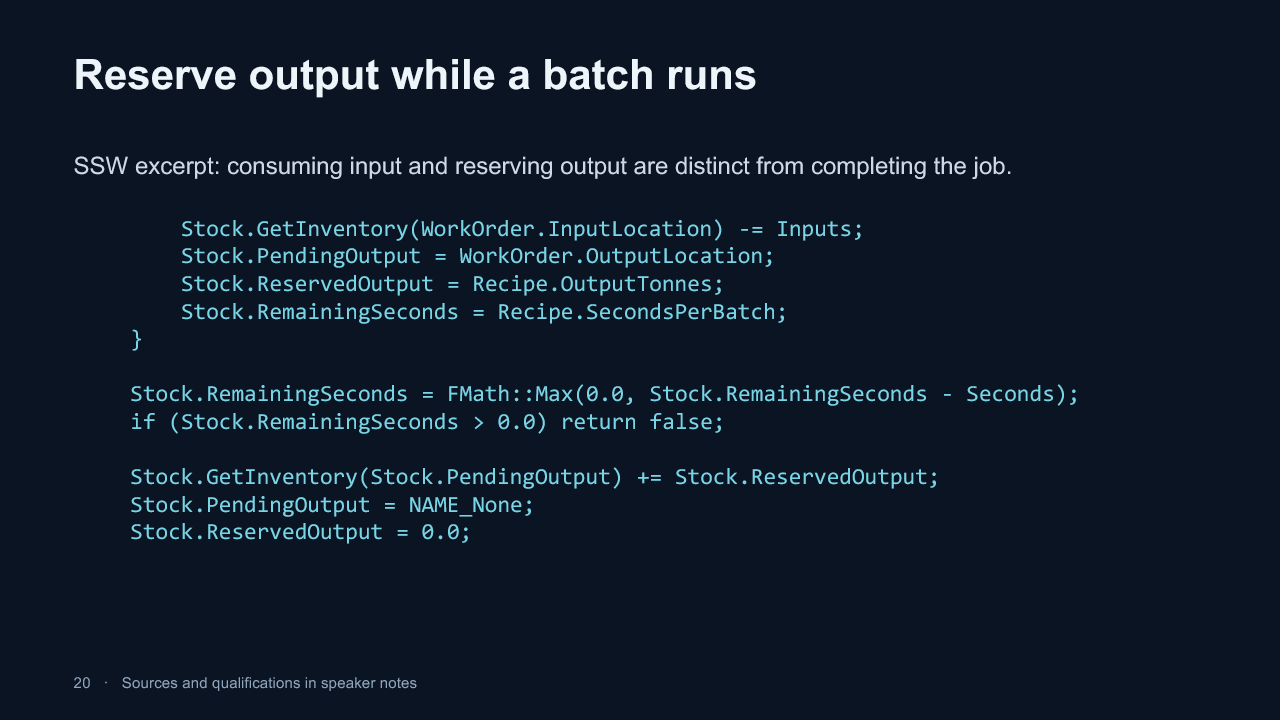 Reserve output while a batch runs
SSW excerpt: consuming input and reserving output are distinct from completing the job.
Stock.GetInventory(WorkOrder.InputLocation) -= Inputs;
Stock.PendingOutput = WorkOrder.OutputLocation;
Stock.ReservedOutput = Recipe.OutputTonnes;
Stock.RemainingSeconds = Recipe.SecondsPerBatch;
}
Stock.RemainingSeconds = FMath::Max(0.0, Stock.RemainingSeconds - Seconds);
if (Stock.RemainingSeconds > 0.0) return false;
Stock.GetInventory(Stock.PendingOutput) += Stock.ReservedOutput;
Stock.PendingOutput = NAME_None;
Stock.ReservedOutput = 0.0;
20 · Sources and qualifications in speaker notes